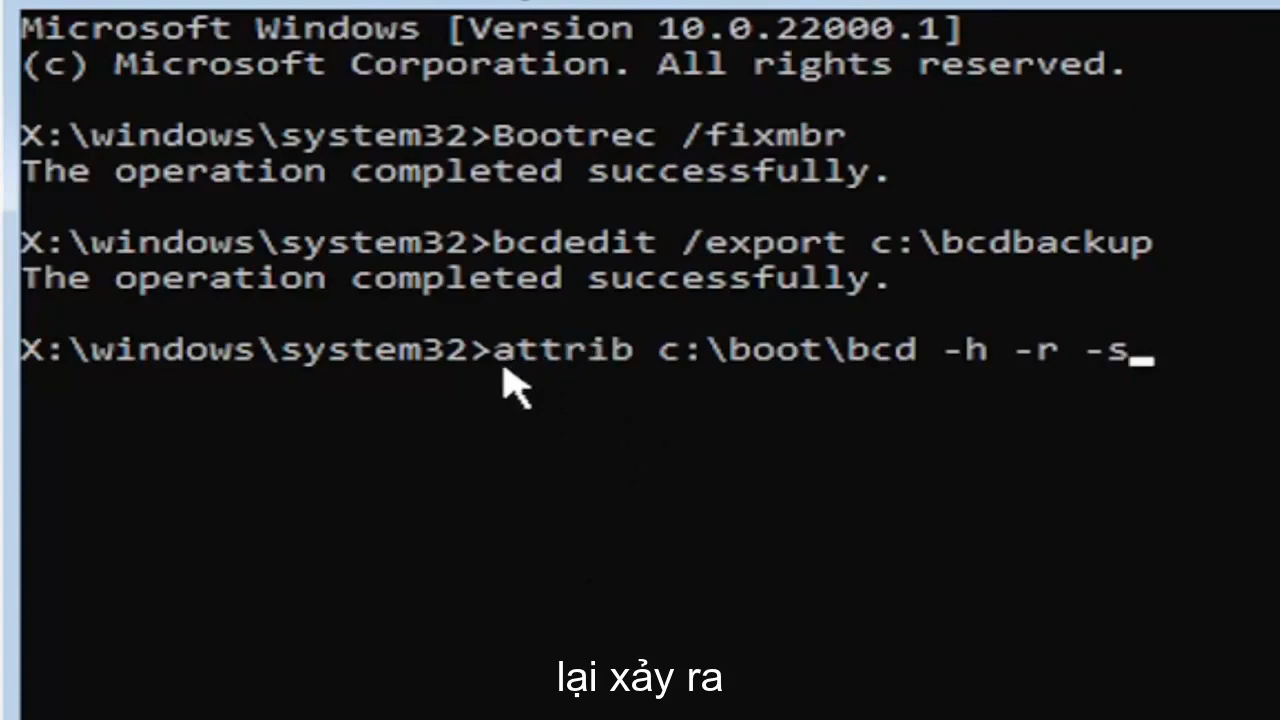 Microsoft Windows [Version 10.0.22000.1]
(c) Microsoft Corporation. All rights reserved.
X:\windows\system32>Bootrec /fixmbr
The operation completed successfully.
X:\windows\system32>bcdedit /export c:\bcdbackup
The operation completed successfully.
X:\windows\system32>attrib c:\boot\bcd -h -r -s
lại xảy ra